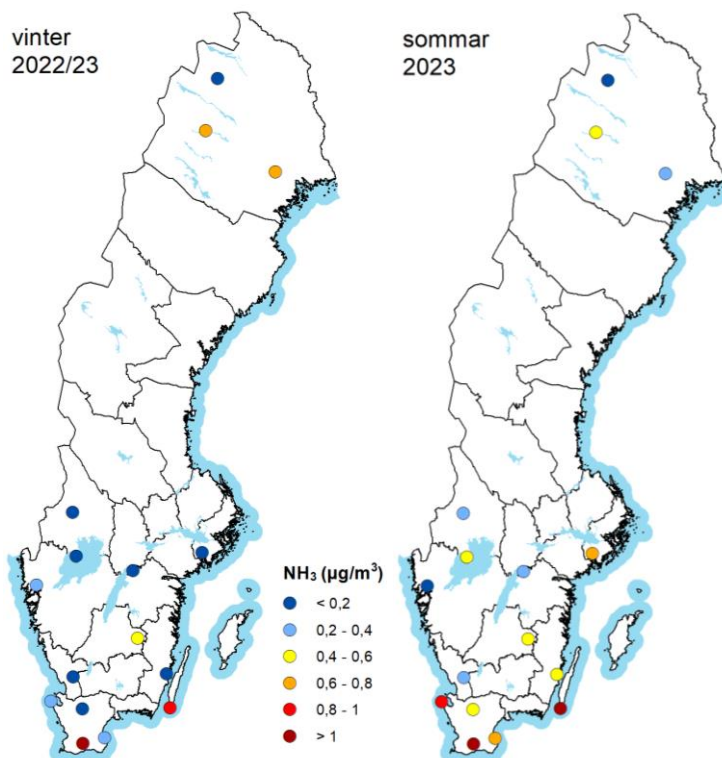 vinter
2022/23
sommar
2023
NH₃ (µg/m³)
< 0,2
0,2 - 0,4
0,4 - 0,6
0,6 - 0,8
0,8 - 1
> 1